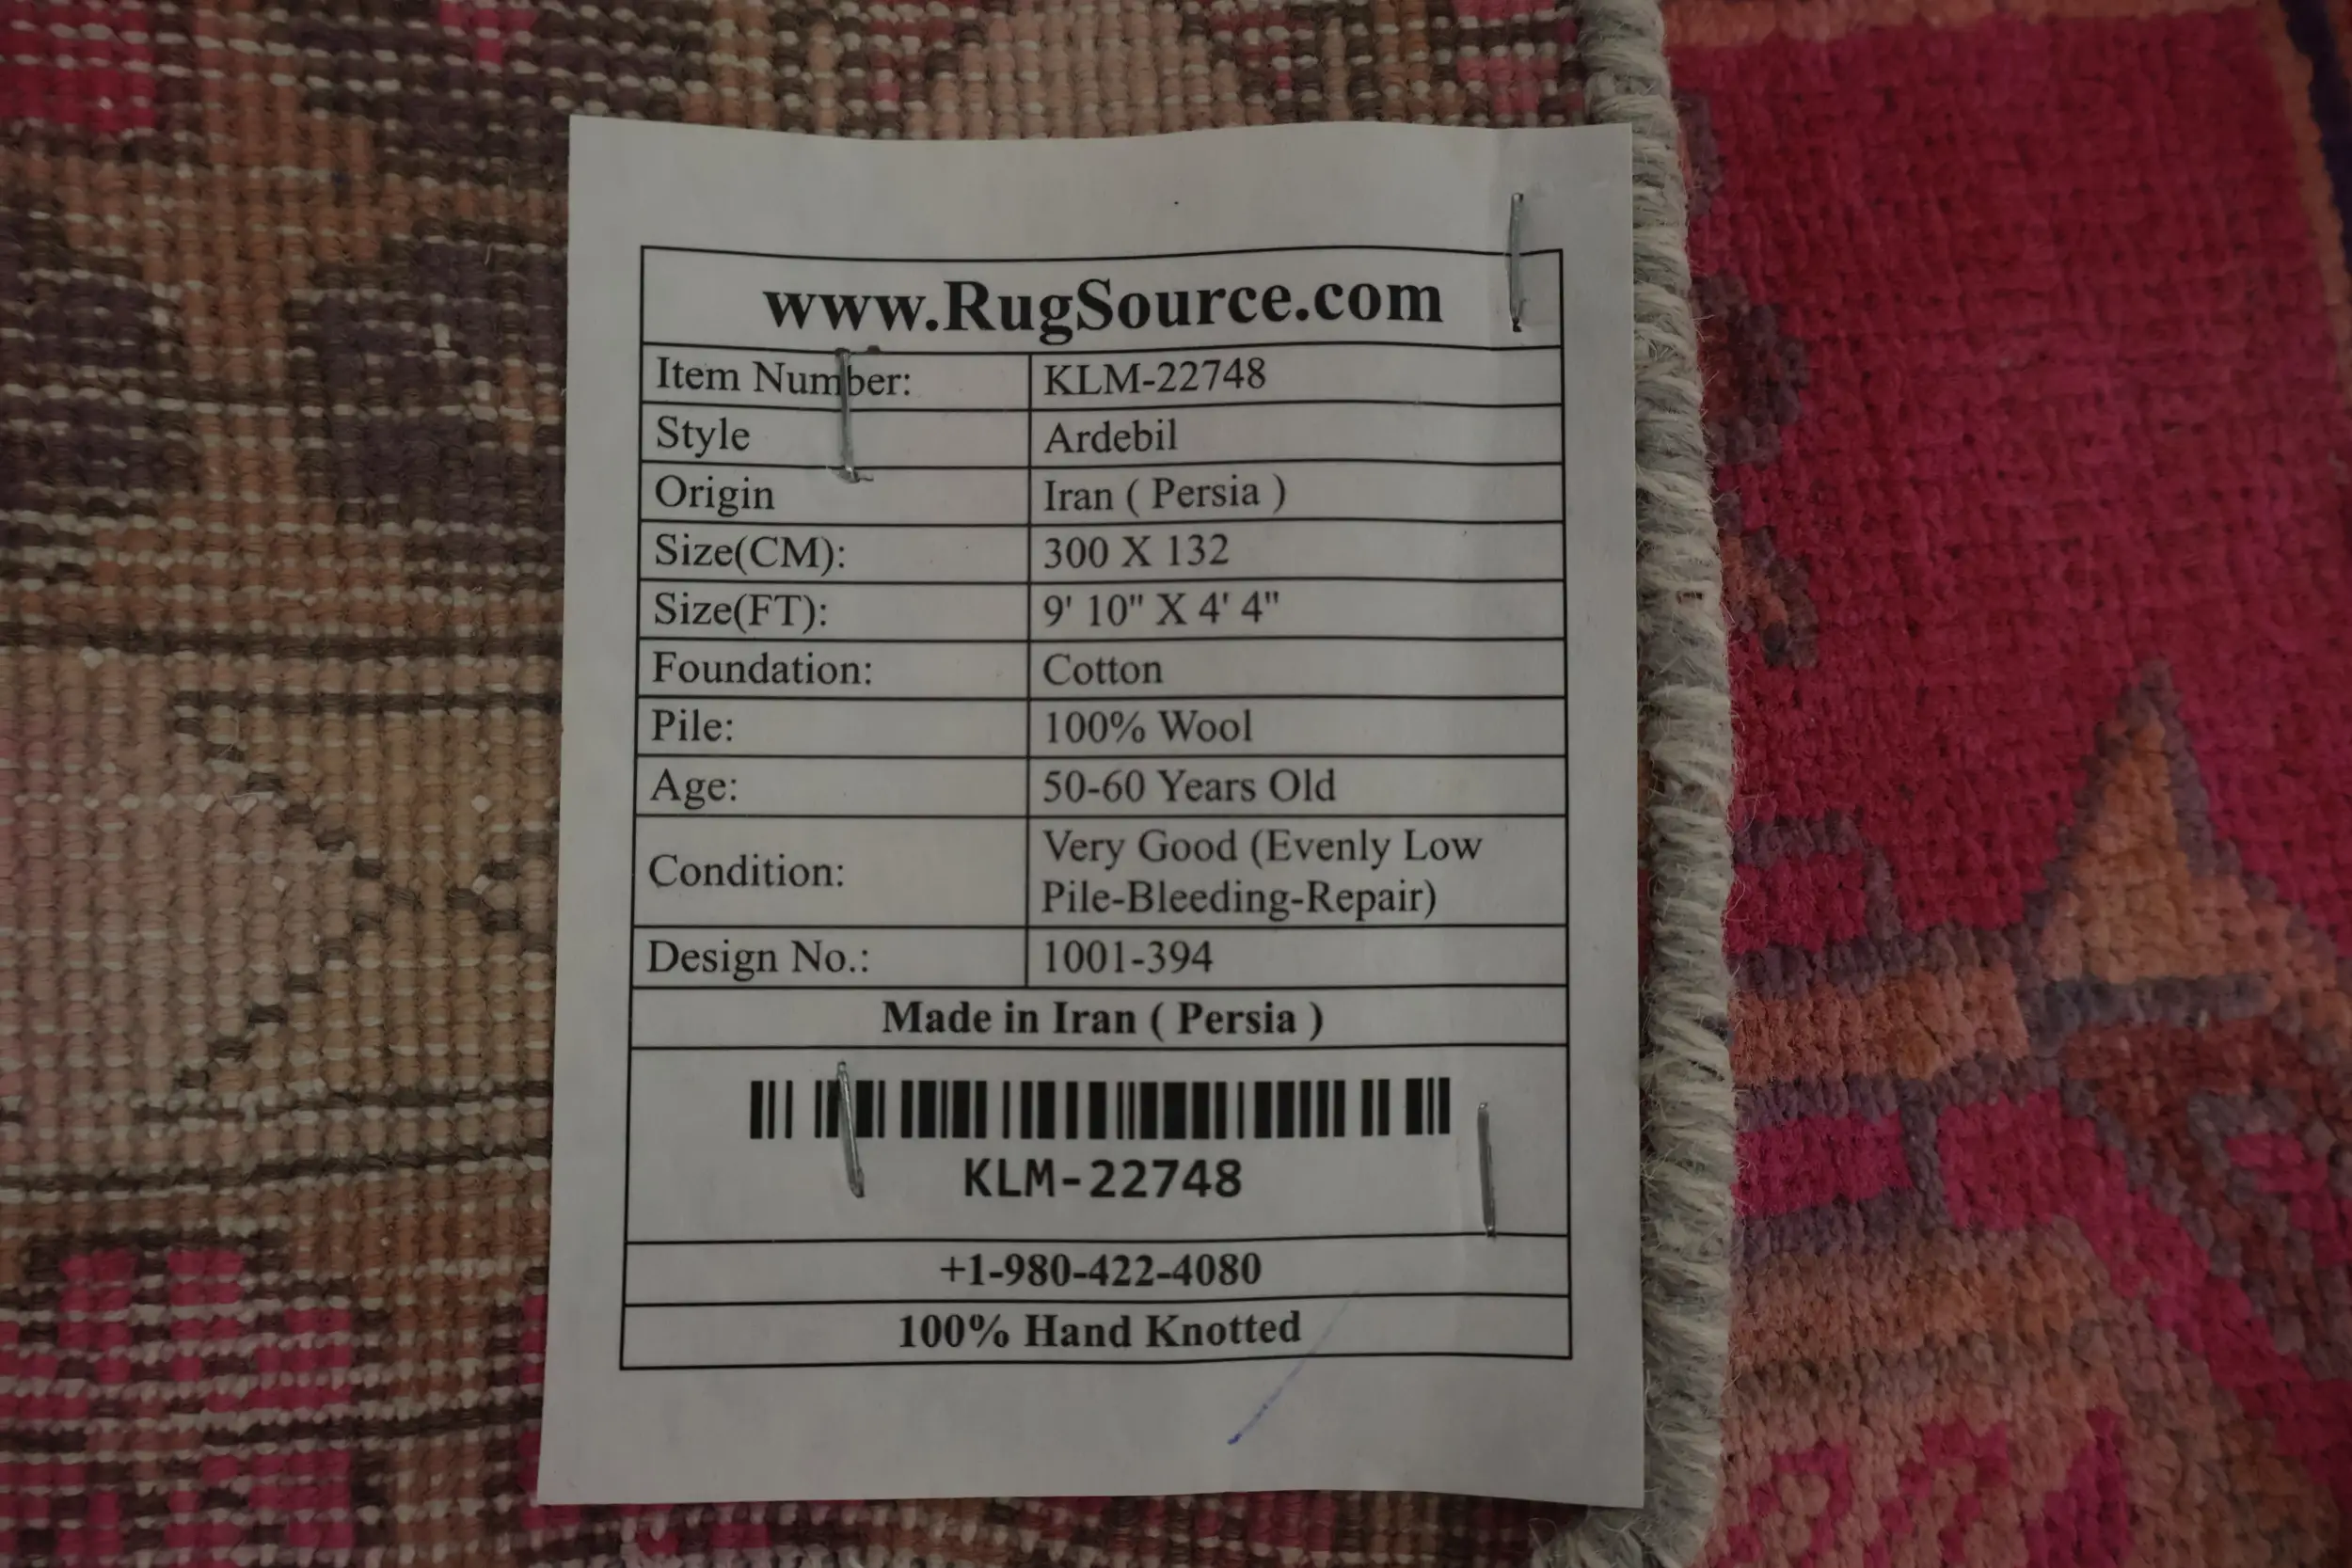 www.RugSource.com
Item Number: KLM-22748
Style Ardebil
Origin Iran ( Persia )
Size(CM): 300 X 132
Size(FT): 9' 10" X 4' 4"
Foundation: Cotton
Pile: 100% Wool
Age: 50-60 Years Old
Condition: Very Good (Evenly Low
Pile-Bleeding-Repair)
Design No.: 1001-394
Made in Iran ( Persia )
KLM-22748
+1-980-422-4080
100% Hand Knotted